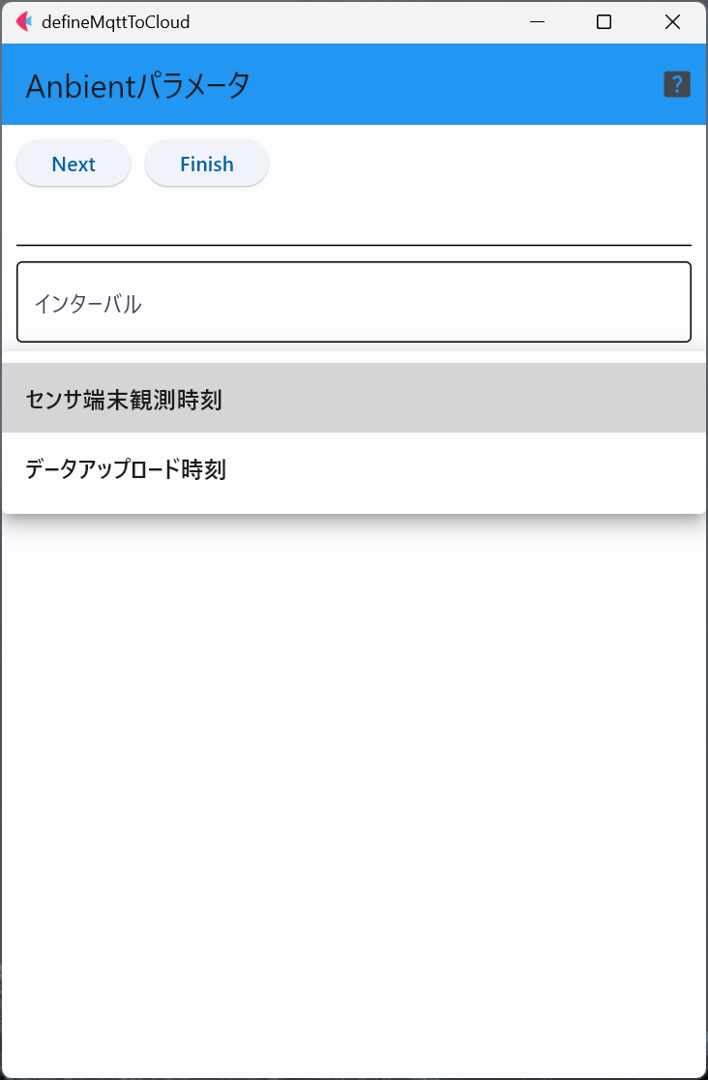 defineMqttToCloud
Anbientパラメータ
?
Next
Finish
インターバル
センサ端末観測時刻
データアップロード時刻